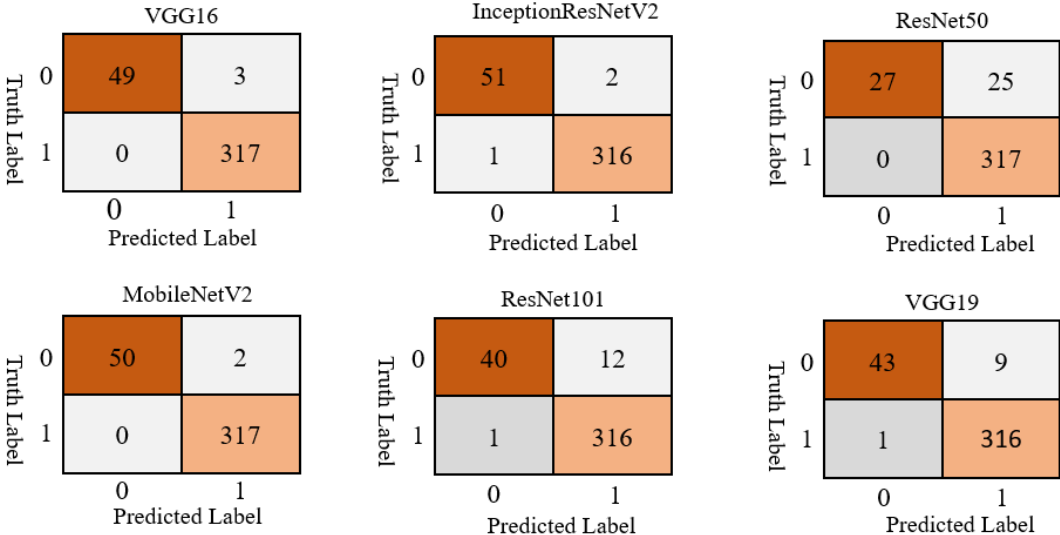 VGG16
Truth Label
0 49 3
1 0 317
0 1
Predicted Label
InceptionResNetV2
Truth Label
0 51 2
1 1 316
0 1
Predicted Label
ResNet50
Truth Label
0 27 25
1 0 317
0 1
Predicted Label
MobileNetV2
Truth Label
0 50 2
1 0 317
0 1
Predicted Label
ResNet101
Truth Label
0 40 12
1 1 316
0 1
Predicted Label
VGG19
Truth Label
0 43 9
1 1 316
0 1
Predicted Label